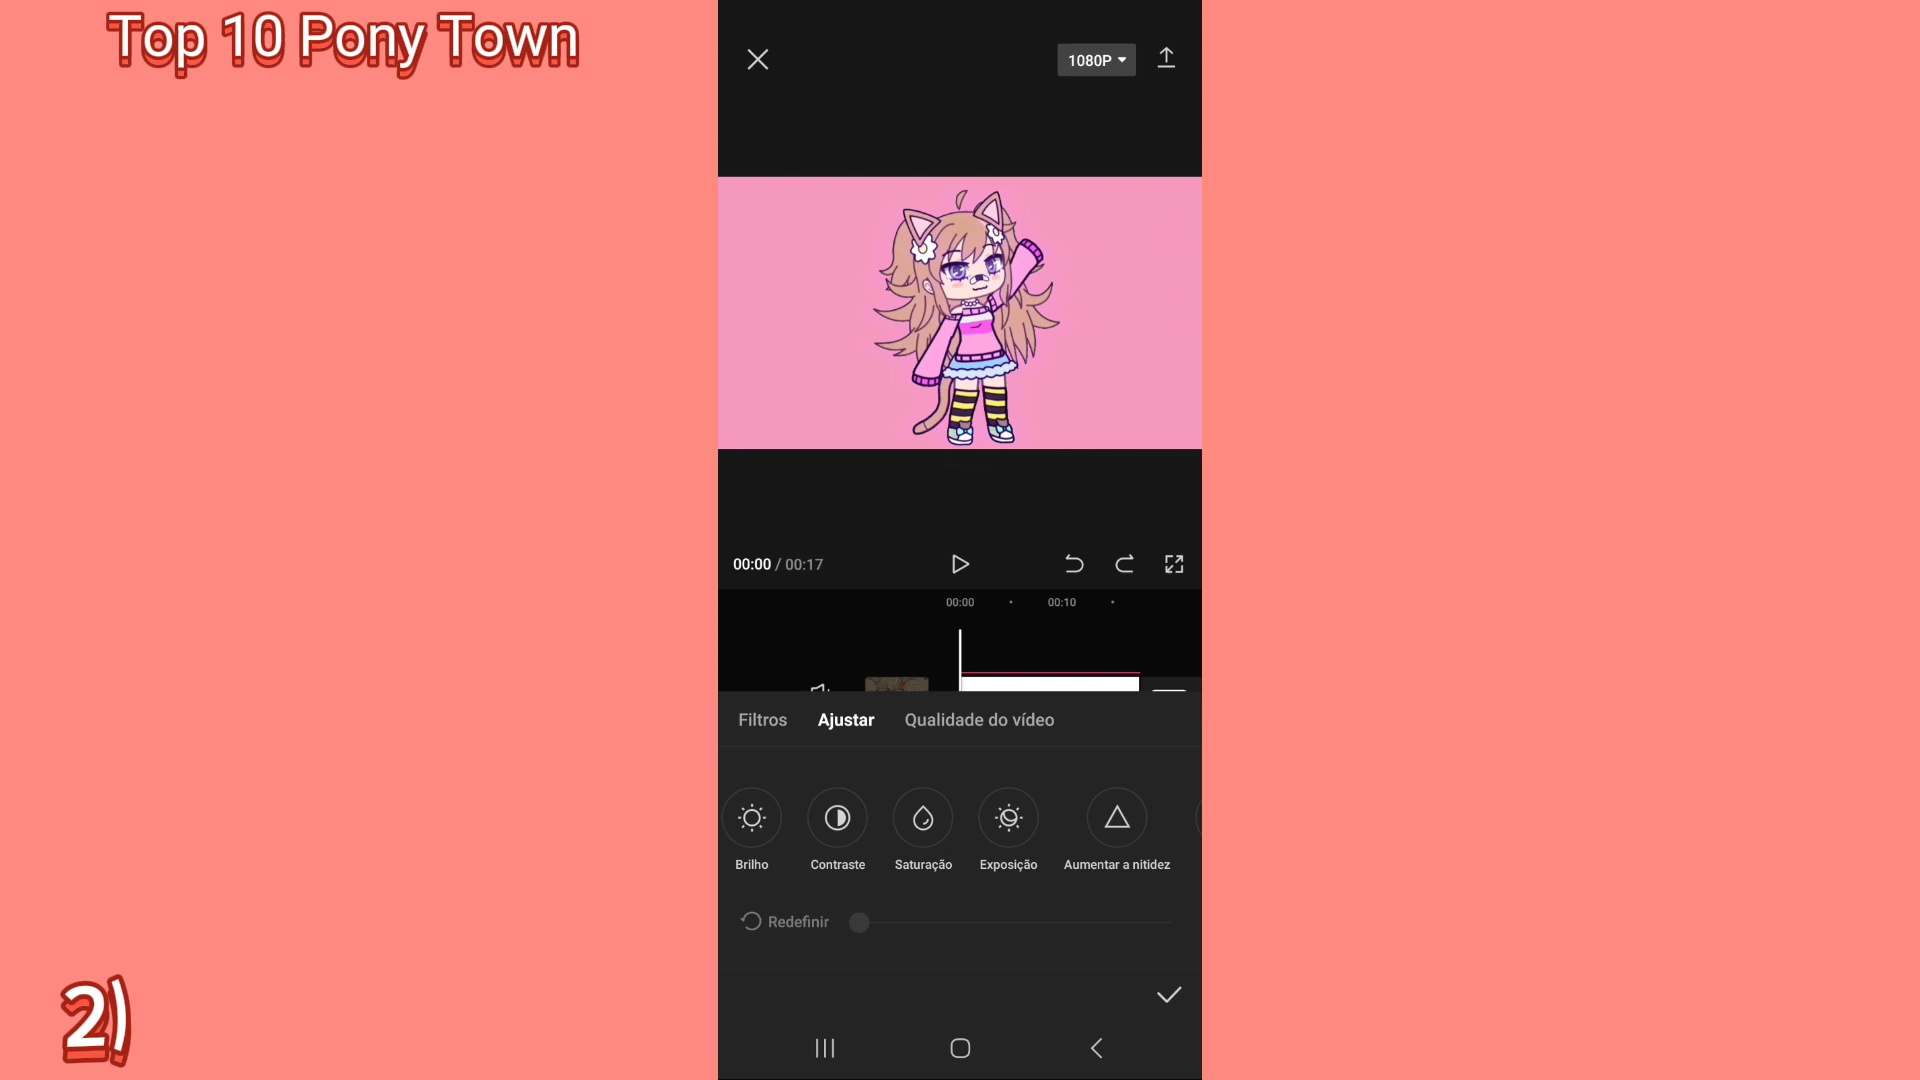 Top 10 Pony Town
1080P
00:00 / 00:17
00:00
00:10
Filtros
Ajustar
Qualidade do vídeo
Brilho
Contraste
Saturação
Exposição
Aumentar a nitidez
Redefinir
2)